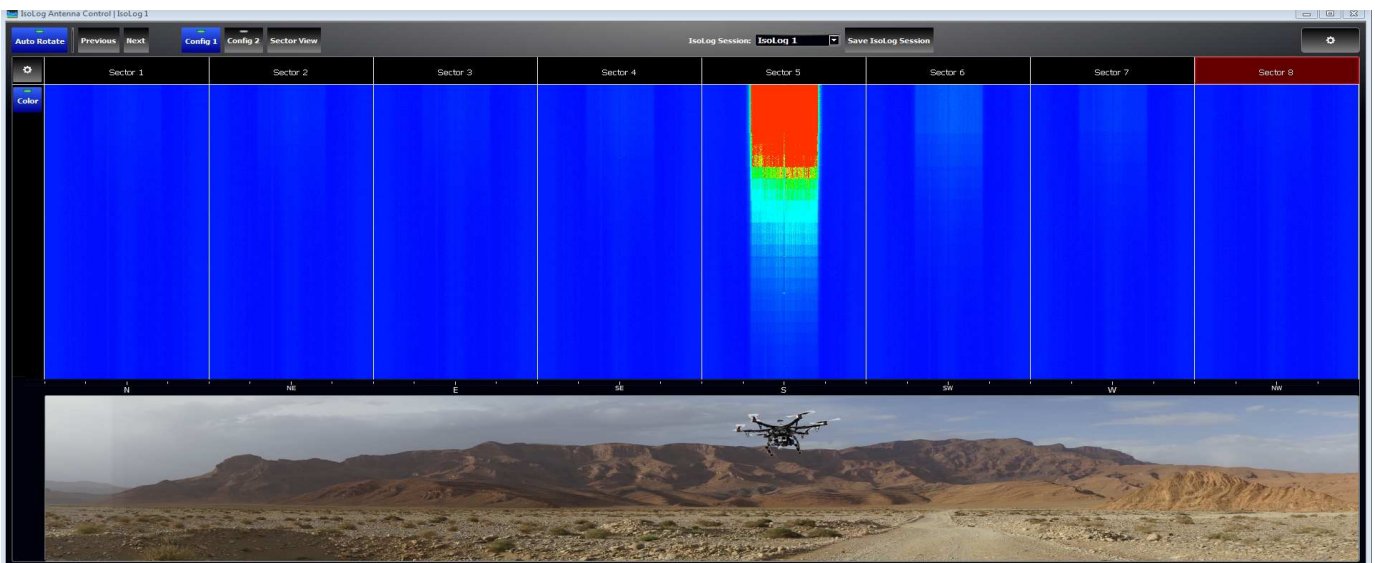 IsoLog Antenna Control | IsoLog 1
Auto Rotate Previous Next Config 1 Config 2 Sector View IsoLog Session: IsoLog 1 Save IsoLog Session
Sector 1 Sector 2 Sector 3 Sector 4 Sector 5 Sector 6 Sector 7 Sector 8
Color
N NE E SE S SW W NW